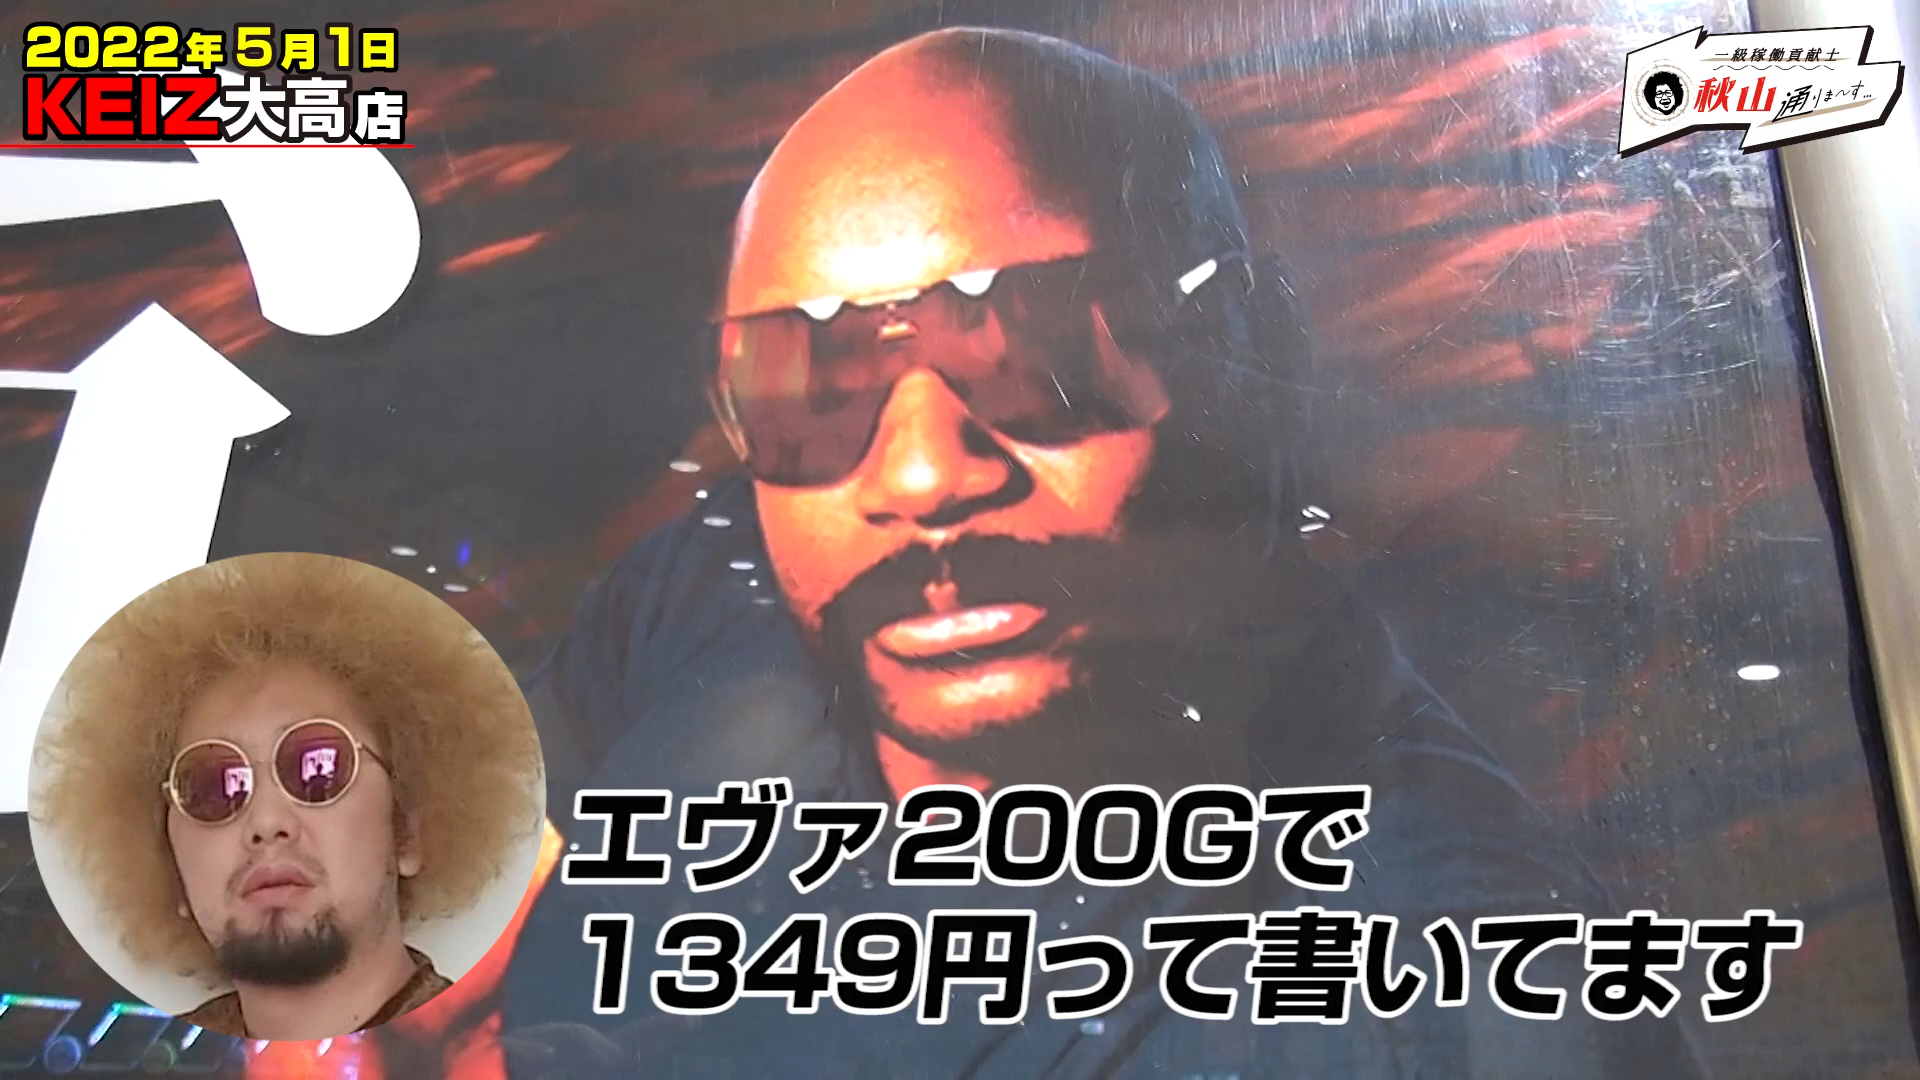 2022年5月1日
KEIZ大高店
一級稼働貢献士
秋山通りま〜す...
エヴァ200Gで
1349円って書いてます